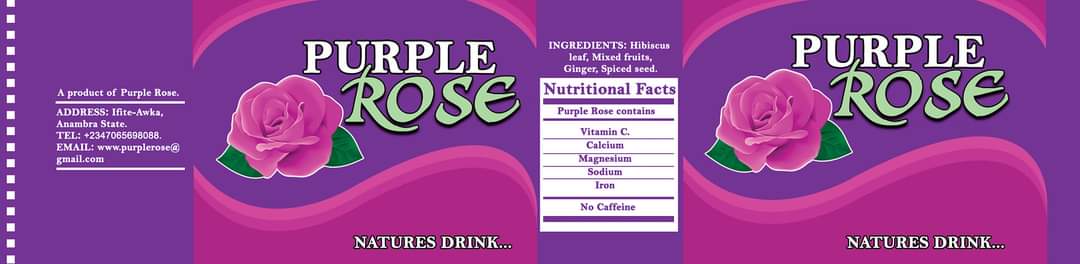 A product of Purple Rose.
ADDRESS: Ifite-Awka,
Anambra State.
TEL: +2347065698088.
EMAIL: www.purplerose@
gmail.com
PURPLE
ROSE
NATURES DRINK...
INGREDIENTS: Hibiscus
leaf, Mixed fruits,
Ginger, Spiced seed.
Nutritional Facts
Purple Rose contains
Vitamin C.
Calcium
Magnesium
Sodium
Iron
No Caffeine
PURPLE
ROSE
NATURES DRINK...